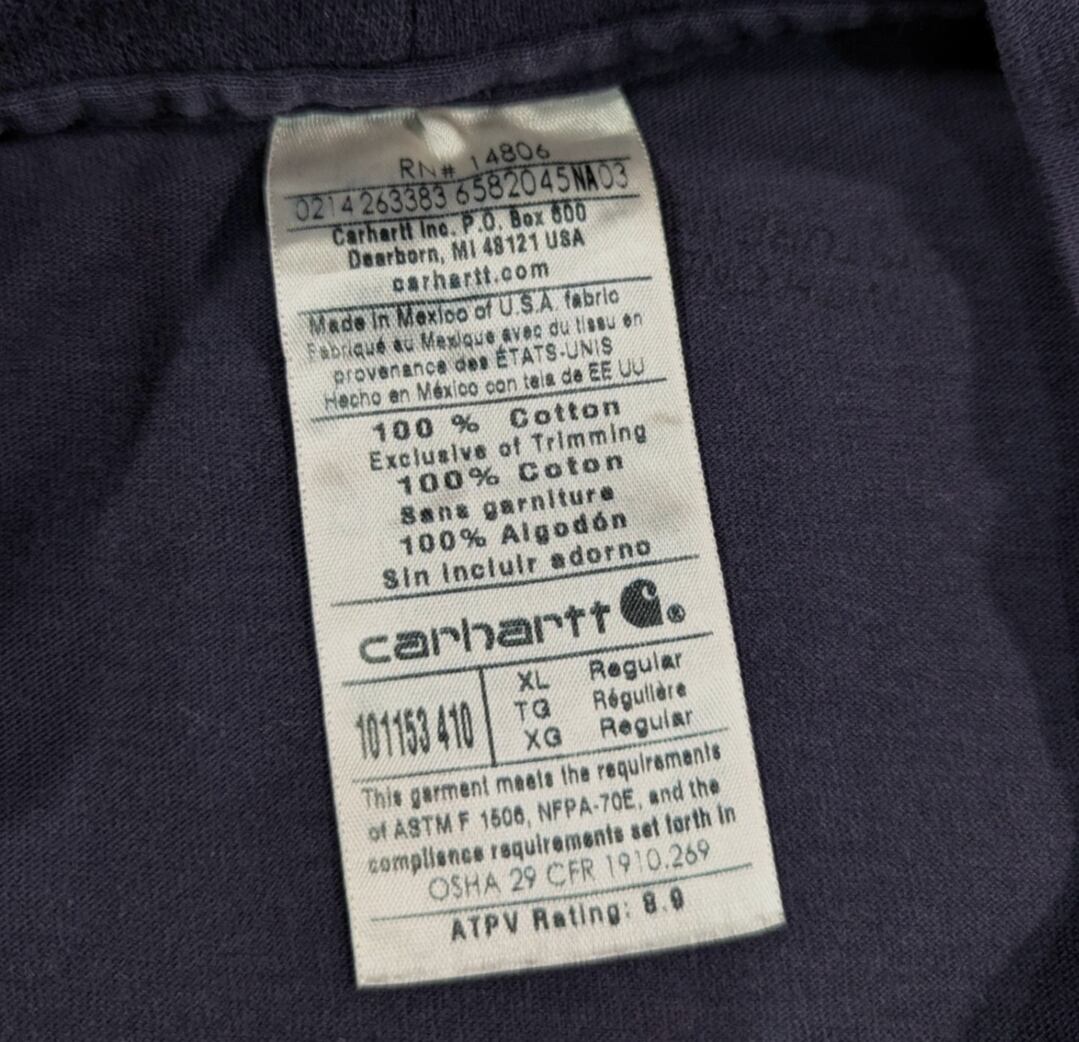 RN# 14806
0214263383 6582045NA03
Carhartt Inc. P.O. Box 600
Dearborn, MI 48121 USA
carhartt.com
Made in Mexico of U.S.A. fabric
Fabriqué au Mexique avec du tissu en
provenance des ÉTATS-UNIS
Hecho en México con tela de EE UU
100 % Cotton
Exclusive of Trimming
100% Coton
Sans garniture
100% Algodón
Sin incluir adorno
carhartt ®
101153 410
XL Regular
TG Régulière
XG Regular
This garment meets the requirements
of ASTM F 1506, NFPA-70E, and the
compliance requirements set forth in
OSHA 29 CFR 1910.269
ATPV Rating: 8.9